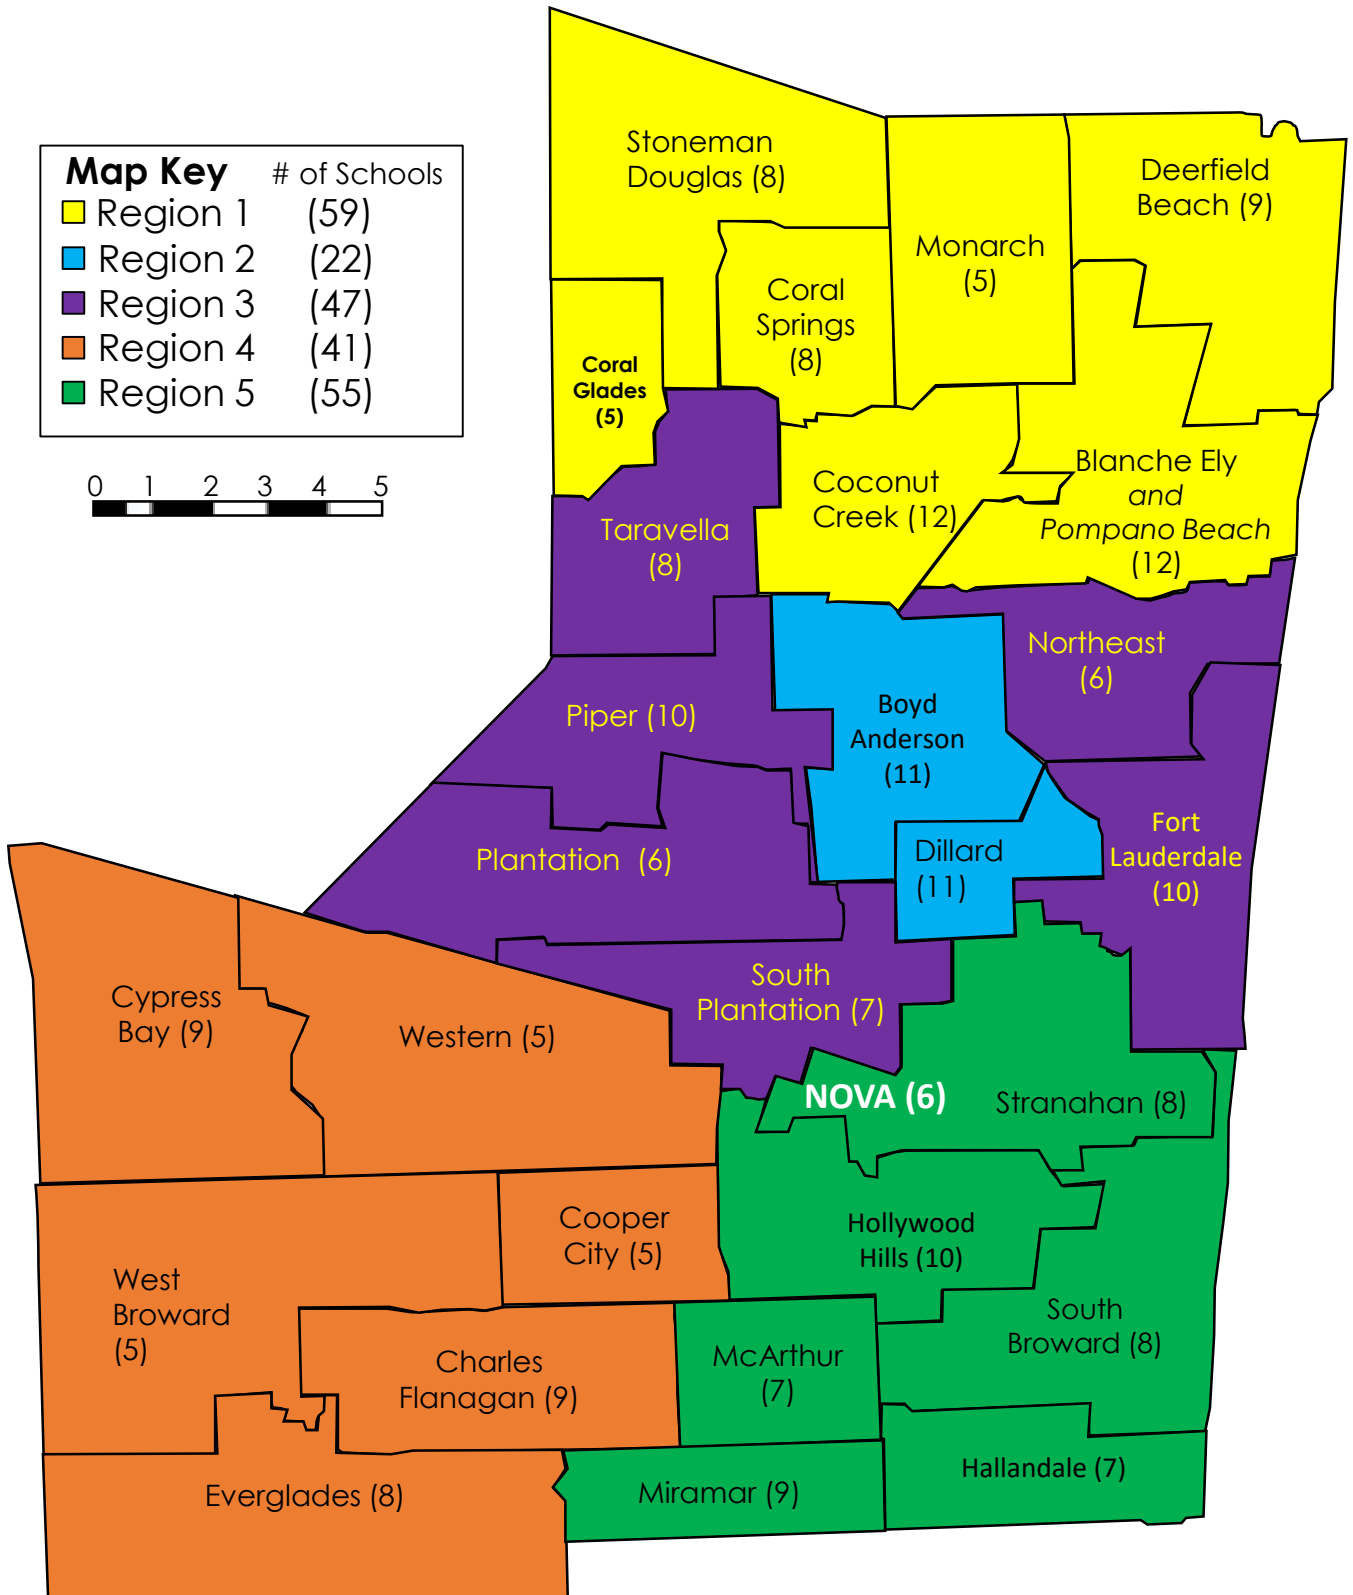 Map Key # of Schools
Region 1 (59)
Region 2 (22)
Region 3 (47)
Region 4 (41)
Region 5 (55)
0 1 2 3 4 5
Stoneman
Douglas (8)
Deerfield
Beach (9)
Monarch
(5)
Coral
Springs
(8)
Coral
Glades
(5)
Coconut
Creek (12)
Blanche Ely
and
Pompano Beach
(12)
Taravella
(8)
Northeast
(6)
Piper (10)
Boyd
Anderson
(11)
Plantation (6)
Dillard
(11)
Fort
Lauderdale
(10)
South
Plantation (7)
Cypress
Bay (9)
Western (5)
NOVA (6)
Stranahan (8)
Cooper
City (5)
Hollywood
Hills (10)
West
Broward
(5)
South
Broward (8)
Charles
Flanagan (9)
McArthur
(7)
Everglades (8)
Miramar (9)
Hallandale (7)